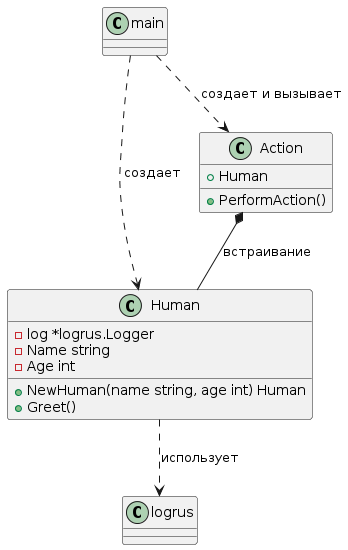 C main
создает и вызывает
C Action
Human
PerformAction()
создает
встраивание
C Human
log *logrus.Logger
Name string
Age int
NewHuman(name string, age int) Human
Greet()
использует
C logrus